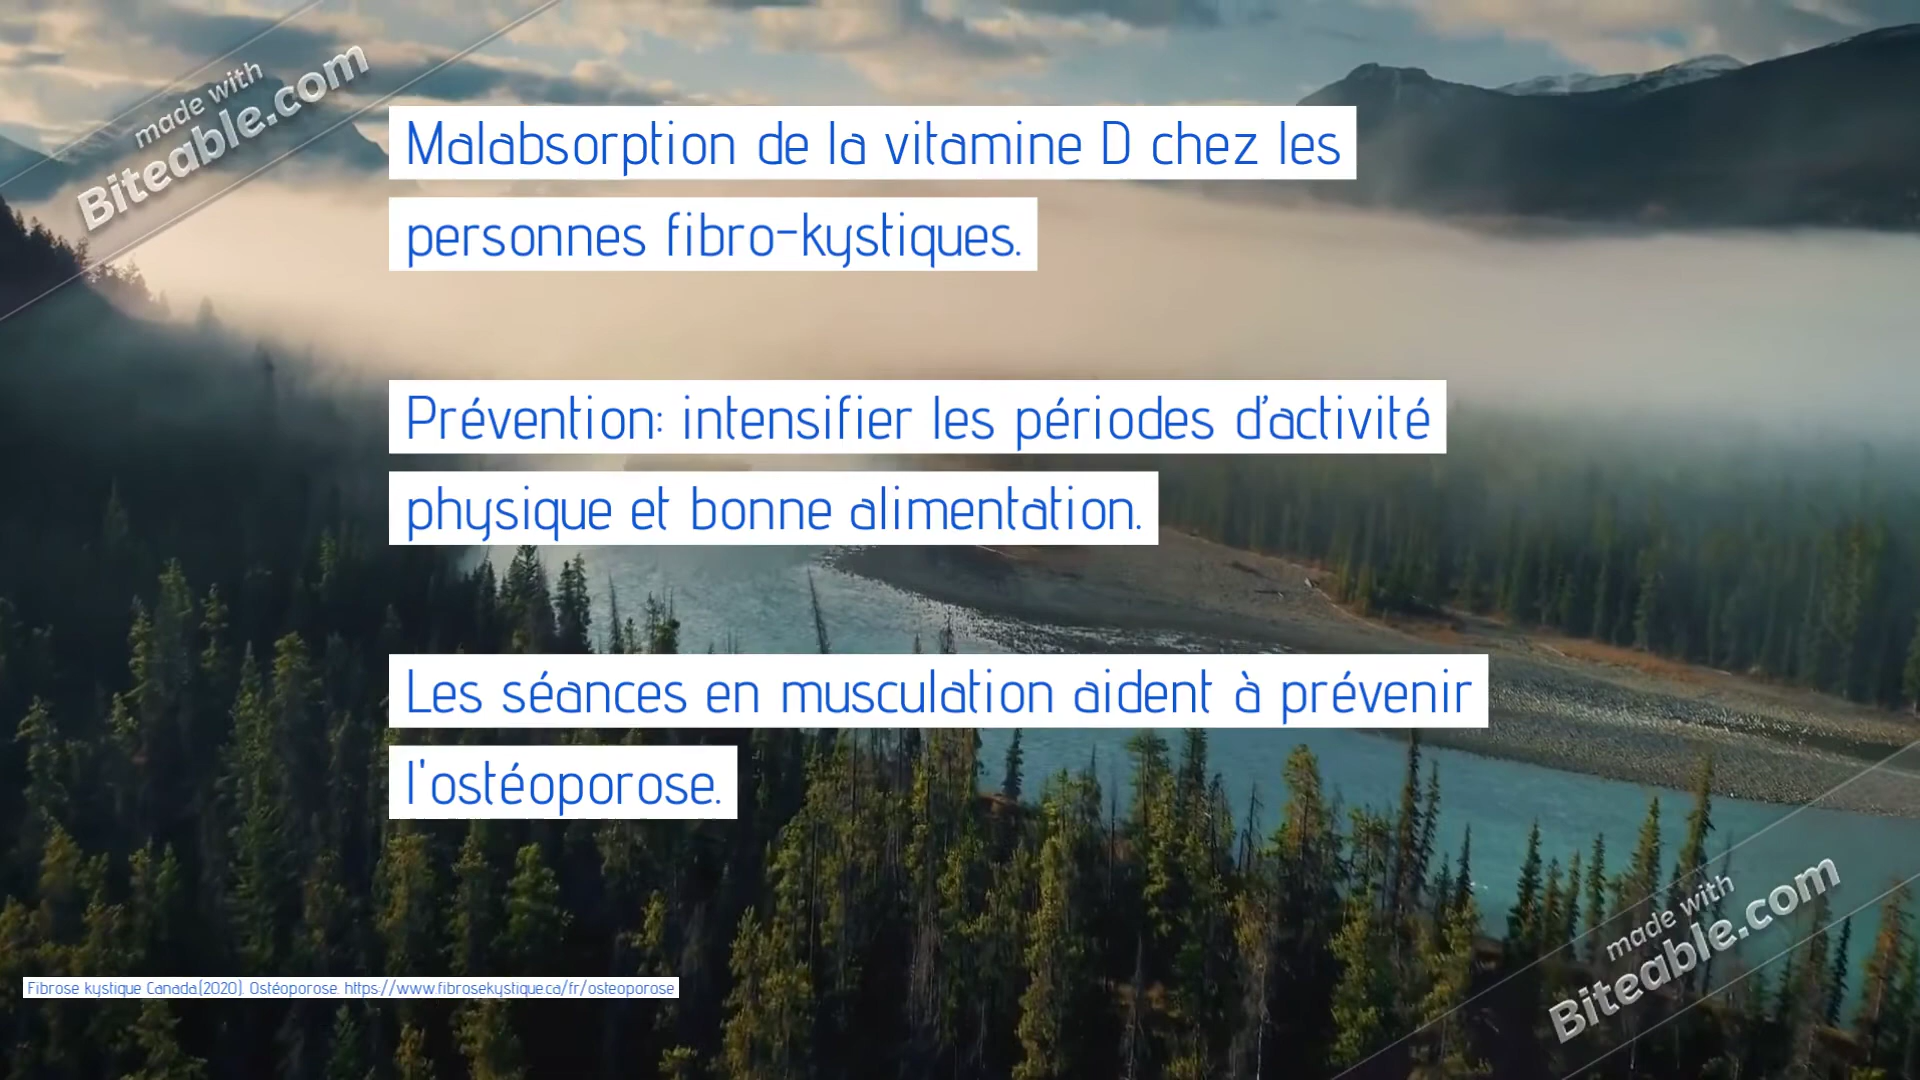 made with
Biteable.com
Malabsorption de la vitamine D chez les
personnes fibro-kystiques.
Prévention: intensifier les périodes d'activité
physique et bonne alimentation.
Les séances en musculation aident à prévenir
l'ostéoporose.
made with
Biteable.com
Fibrose kystique Canada.(2020). Ostéoporose. https://www.fibrosekystique.ca/fr/osteoporose